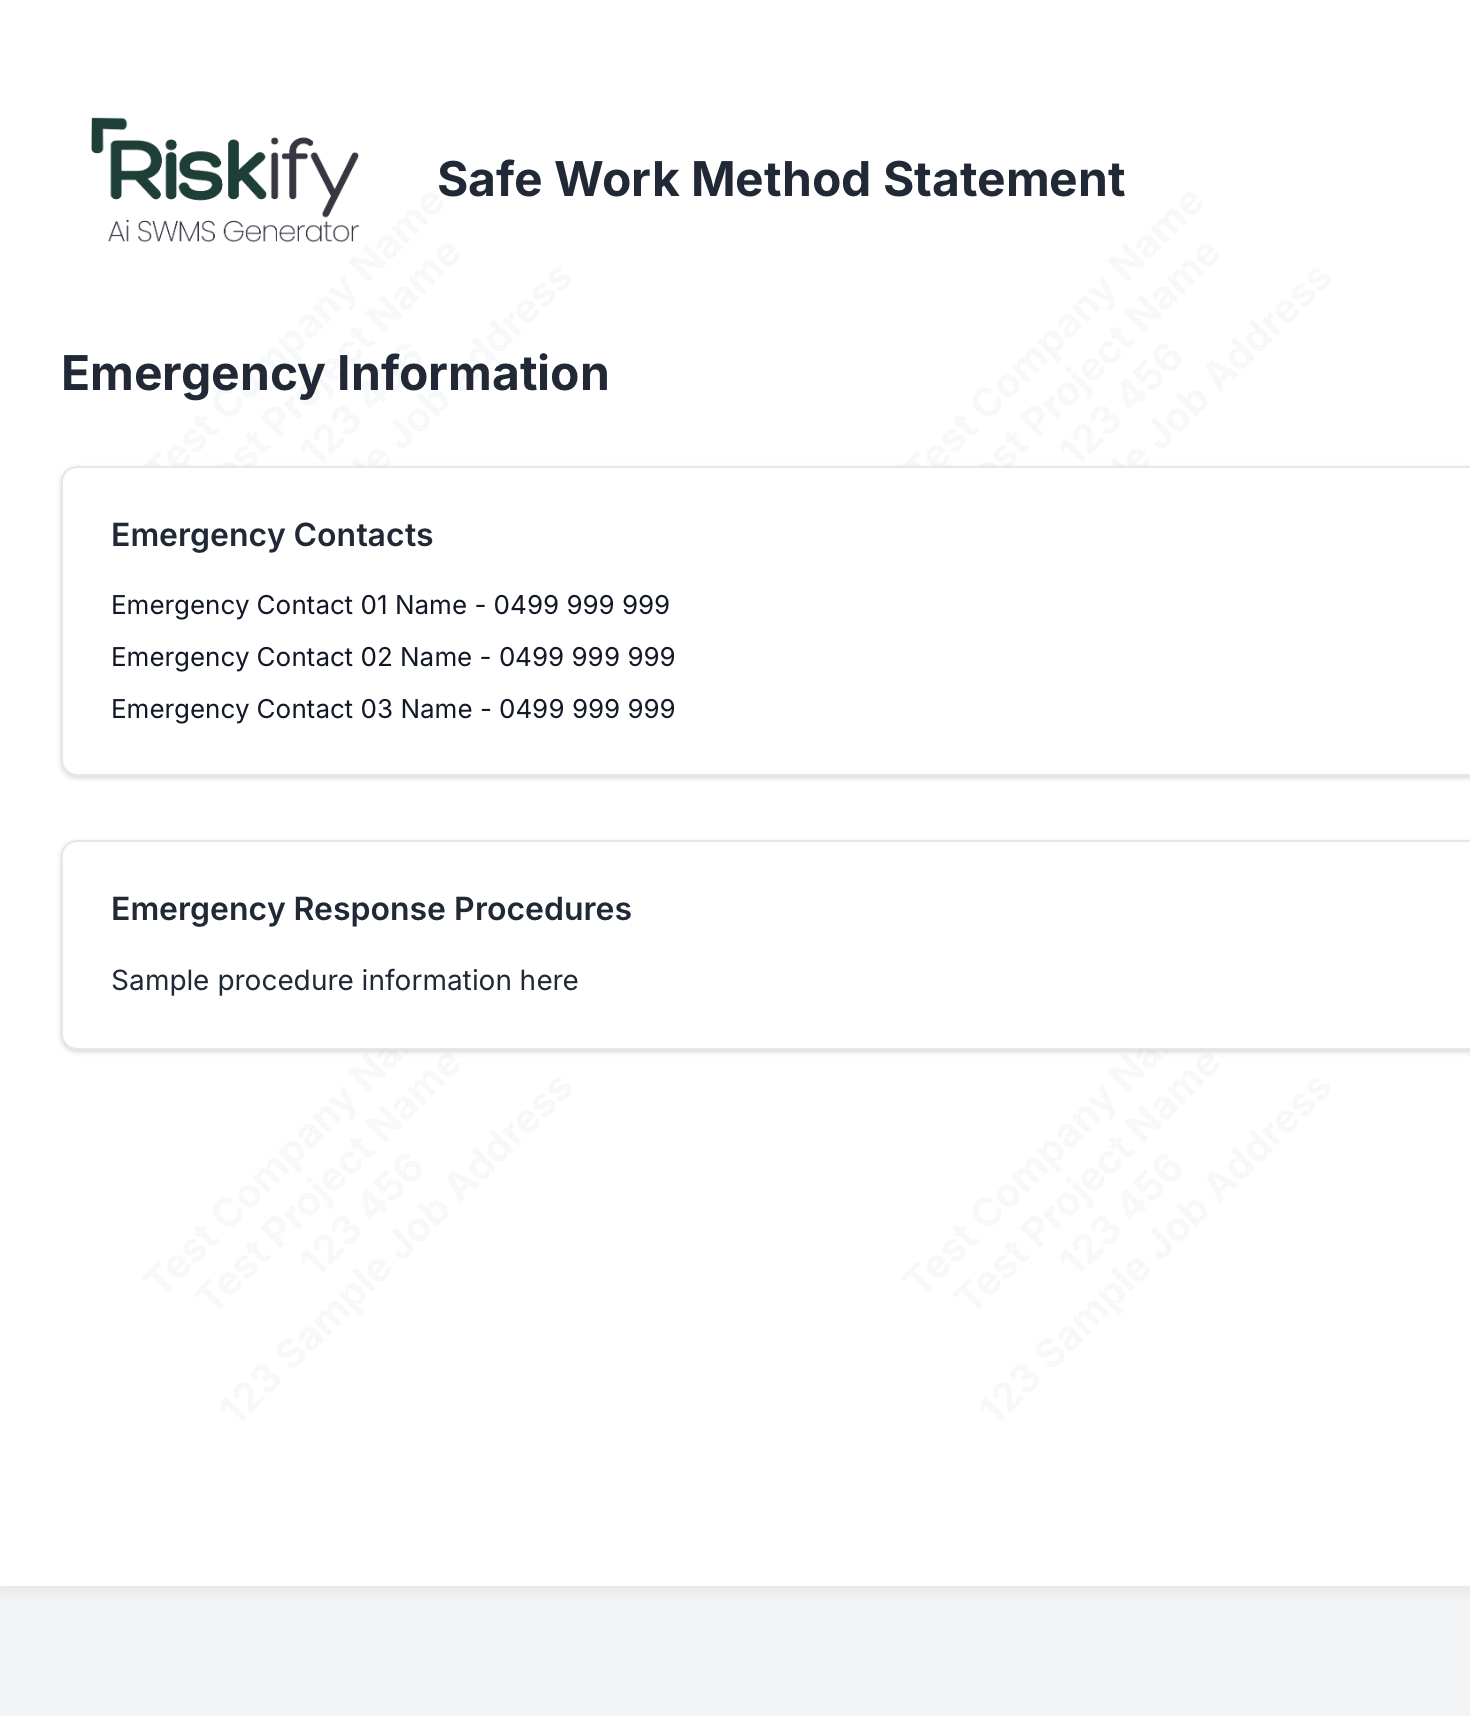 Riskify
Ai SWMS Generator
Safe Work Method Statement
Test Company Name
Test Project Name
123 456
123 Sample Job Address
Test Company Name
Test Project Name
123 456
123 Sample Job Address
Emergency Information
Emergency Contacts
Emergency Contact 01 Name - 0499 999 999
Emergency Contact 02 Name - 0499 999 999
Emergency Contact 03 Name - 0499 999 999
Emergency Response Procedures
Sample procedure information here
Test Company Name
Test Project Name
123 456
123 Sample Job Address
Test Company Name
Test Project Name
123 456
123 Sample Job Address